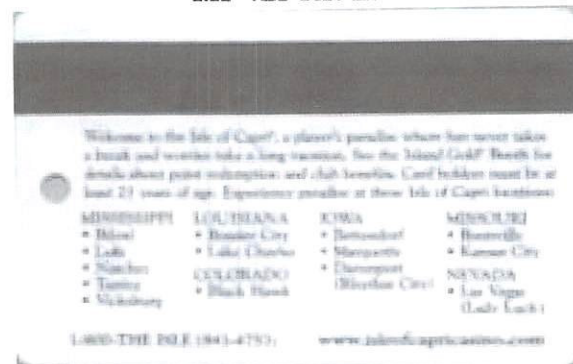 Welcome to the Isle of Capri®, a player's paradise where fun never takes
a break and worries take a long vacation. See the Island Gold® Booth for
details about point redemption and club benefits. Card holders must be at
least 21 years of age. Experience paradise at these Isle of Capri locations:
MISSISSIPPI
• Biloxi
• Lula
• Natchez
• Tunica
• Vicksburg
LOUISIANA
• Bossier City
• Lake Charles
COLORADO
• Black Hawk
IOWA
• Bettendorf
• Marquette
• Davenport
(Rhythm City)
MISSOURI
• Boonville
• Kansas City
NEVADA
• Las Vegas
(Lady Luck)
1-800-THE ISLE (843-4753)
www.isleofcapricasino.com